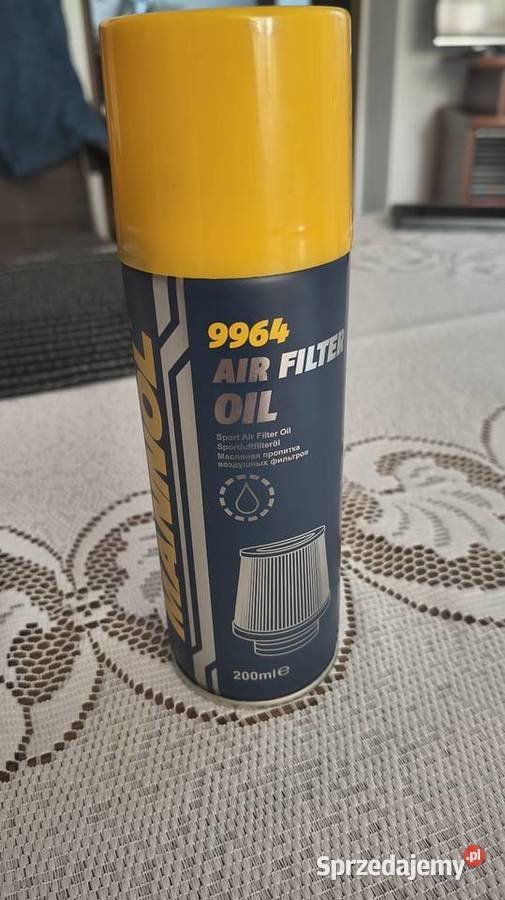 MANNOL
9964
AIR FILTER
OIL
Sport Air Filter Oil
Sportluftfilteröl
Масляная пропитка
воздушных фильтров
200ml ℮
Sprzedajemy.pl